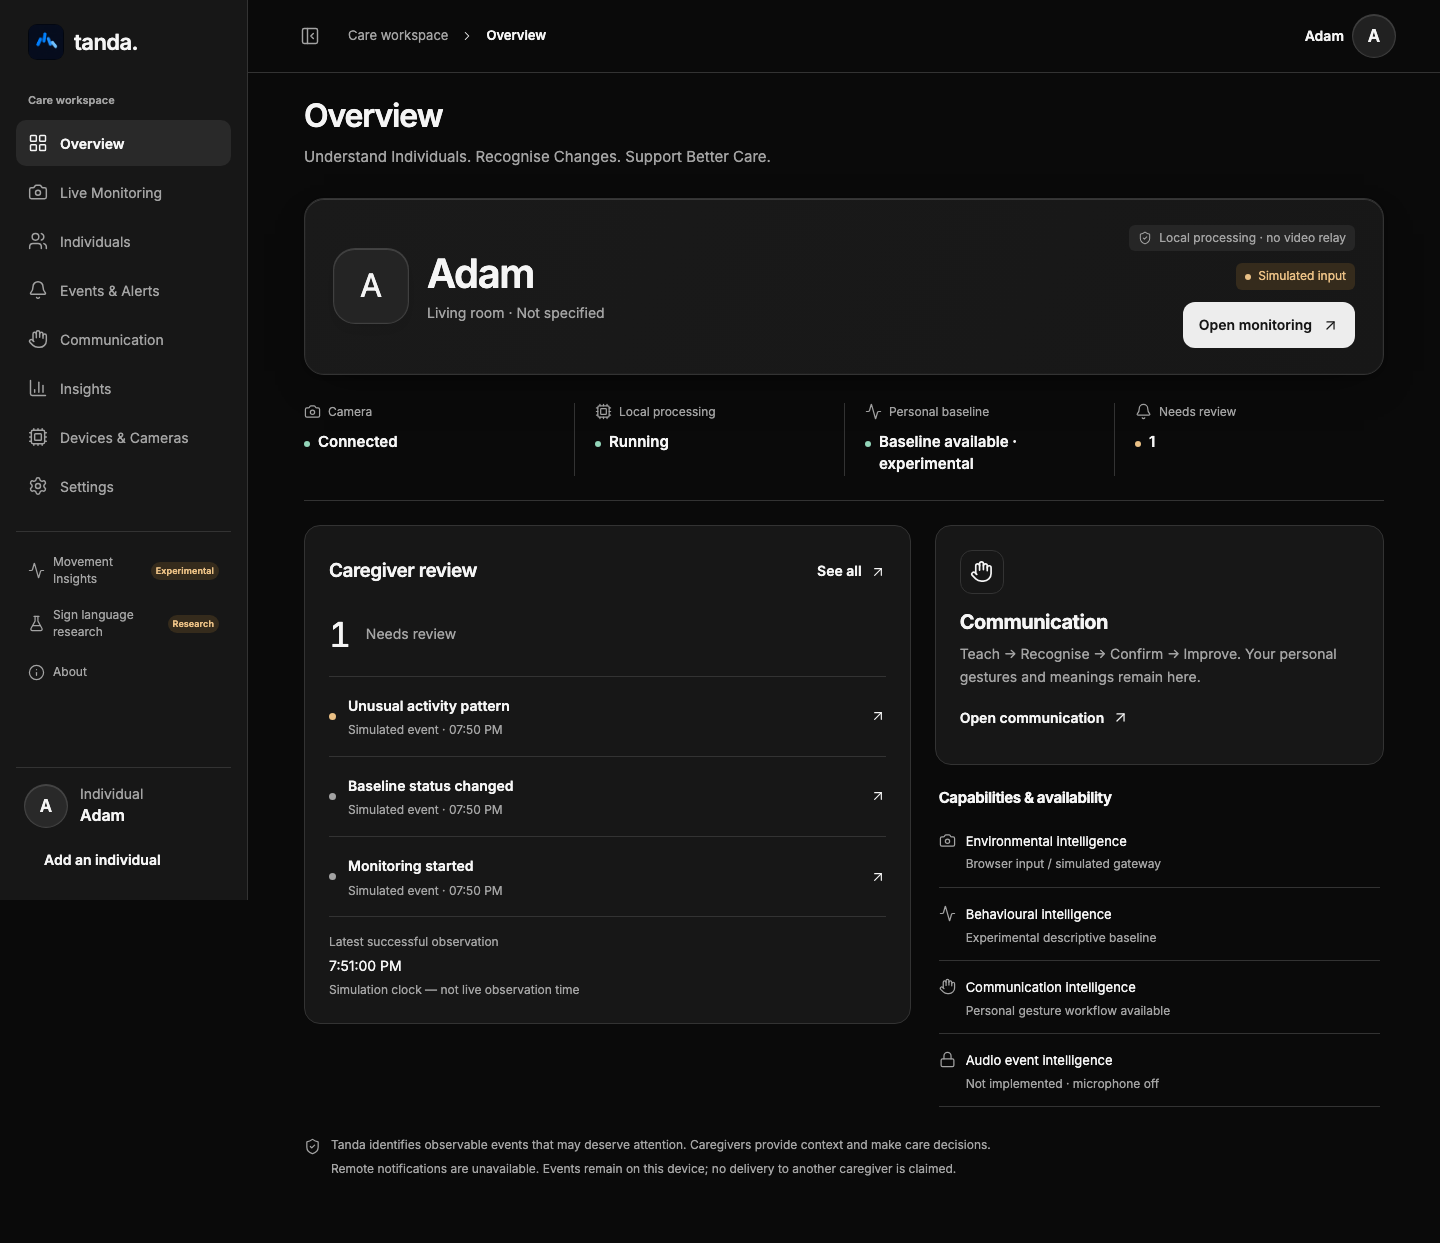 tanda.
Care workspace
Overview
Live Monitoring
Individuals
Events & Alerts
Communication
Insights
Devices & Cameras
Settings
Movement
Insights
Experimental
Sign language
research
Research
About
A
Individual
Adam
Add an individual
Care workspace > Overview
Adam
A
Overview
Understand Individuals. Recognise Changes. Support Better Care.
A
Adam
Living room · Not specified
Local processing · no video relay
Simulated input
Open monitoring
Camera
Connected
Local processing
Running
Personal baseline
Baseline available ·
experimental
Needs review
1
Caregiver review
See all
1 Needs review
Unusual activity pattern
Simulated event · 07:50 PM
Baseline status changed
Simulated event · 07:50 PM
Monitoring started
Simulated event · 07:50 PM
Latest successful observation
7:51:00 PM
Simulation clock — not live observation time
Communication
Teach → Recognise → Confirm → Improve. Your personal
gestures and meanings remain here.
Open communication
Capabilities & availability
Environmental intelligence
Browser input / simulated gateway
Behavioural intelligence
Experimental descriptive baseline
Communication intelligence
Personal gesture workflow available
Audio event intelligence
Not implemented · microphone off
Tanda identifies observable events that may deserve attention. Caregivers provide context and make care decisions.
Remote notifications are unavailable. Events remain on this device; no delivery to another caregiver is claimed.